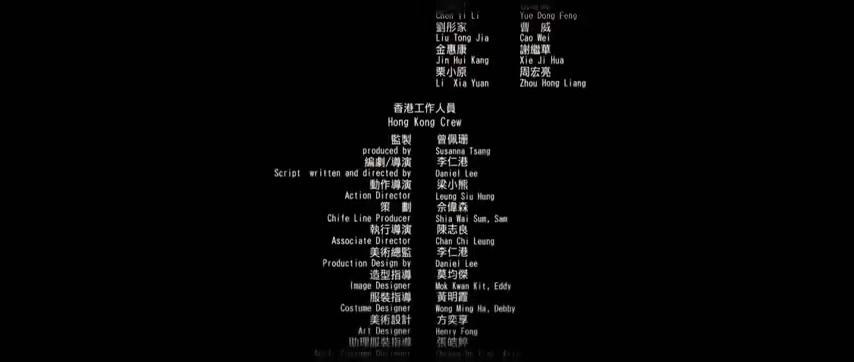 Chen Yi Li Yue Dong Feng
劉彤家 曹 威
Liu Tong Jia Cao Wei
金惠康 謝繼華
Jin Hui Kang Xie Ji Hua
栗小原 周宏亮
Li Xia Yuan Zhou Hong Liang
香港工作人員
Hong Kong Crew
監製 曾佩珊
produced by Susanna Tsang
編劇/導演 李仁港
Script written and directed by Daniel Lee
動作導演 梁小熊
Action Director Leung Siu Hung
策 劃 佘偉森
Chife Line Producer Shia Wai Sum, Sam
執行導演 陳志良
Associate Director Chan Chi Leung
美術總監 李仁港
Production Design by Daniel Lee
造型指導 莫均傑
Image Designer Mok Kwan Kit, Eddy
服裝指導 黃明霞
Costume Designer Wong Ming Ha, Debby
美術設計 方奕享
Art Designer Henry Fong
助理服裝指導 張皓